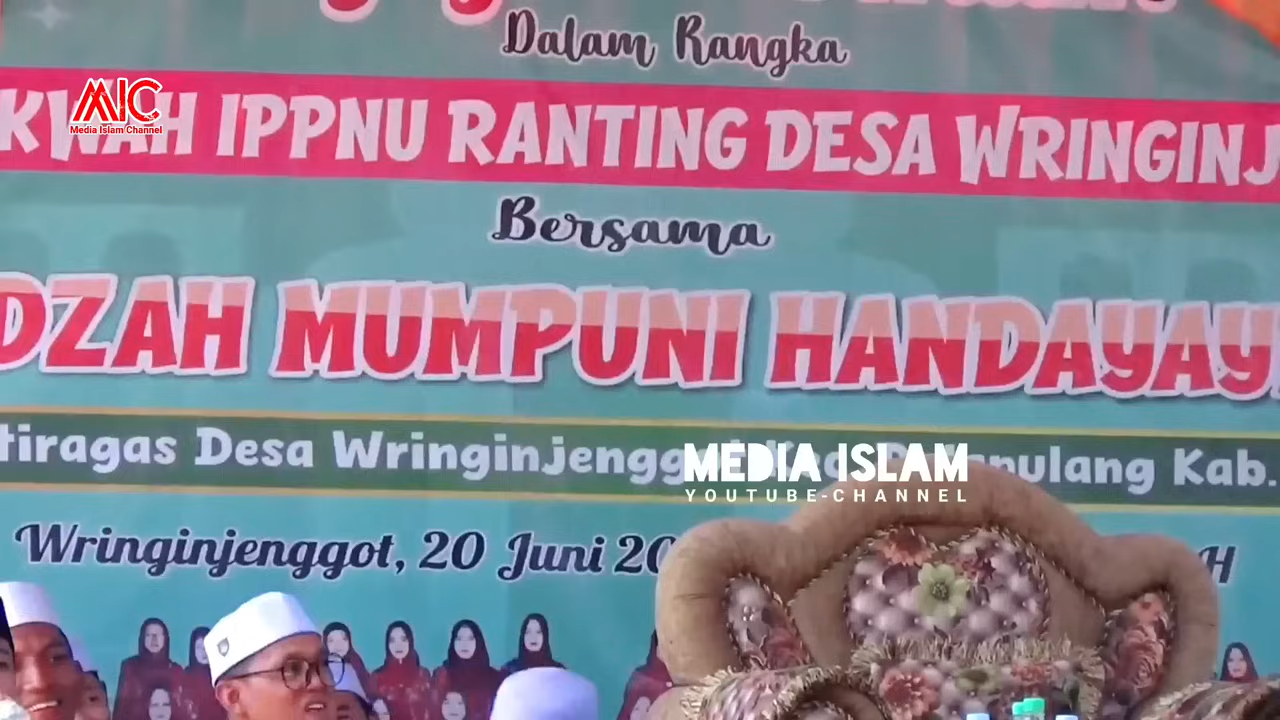 Dalam Rangka
MIC
Media Islam Channel
KWAH IPPNU RANTING DESA WRINGINJ
Bersama
DZAH MUMPUNI HANDAYAY
tiragas Desa Wringinjengg Kab.
MEDIA ISLAM
YOUTUBE-CHANNEL
Wringinjenggot, 20 Juni 20 H